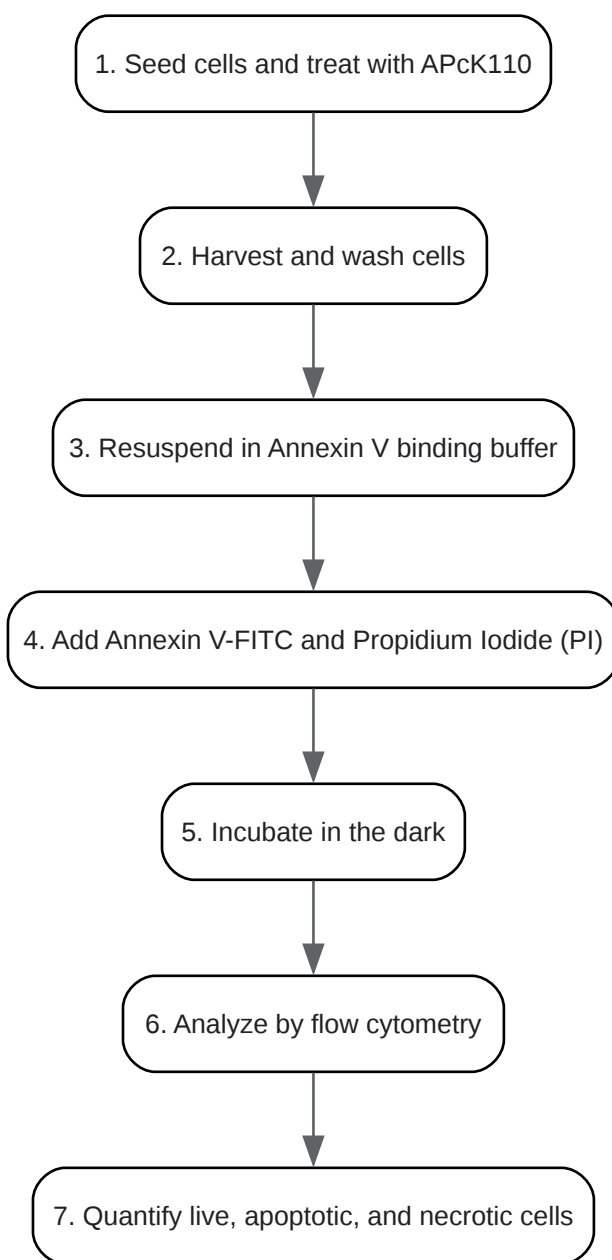 1. Seed cells and treat with APcK110
2. Harvest and wash cells
3. Resuspend in Annexin V binding buffer
4. Add Annexin V-FITC and Propidium Iodide (PI)
5. Incubate in the dark
6. Analyze by flow cytometry
7. Quantify live, apoptotic, and necrotic cells